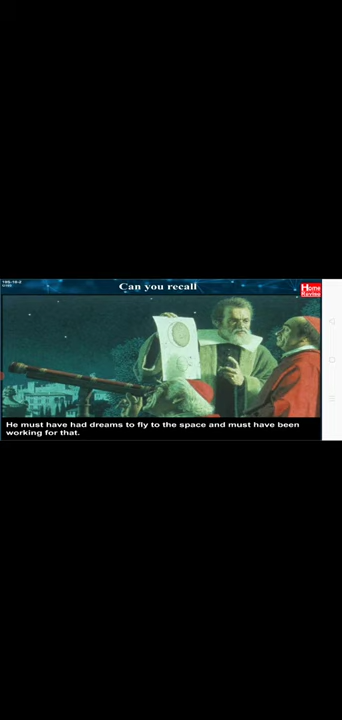 Can you recall
Home
Revise
He must have had dreams to fly to the space and must have been
working for that.